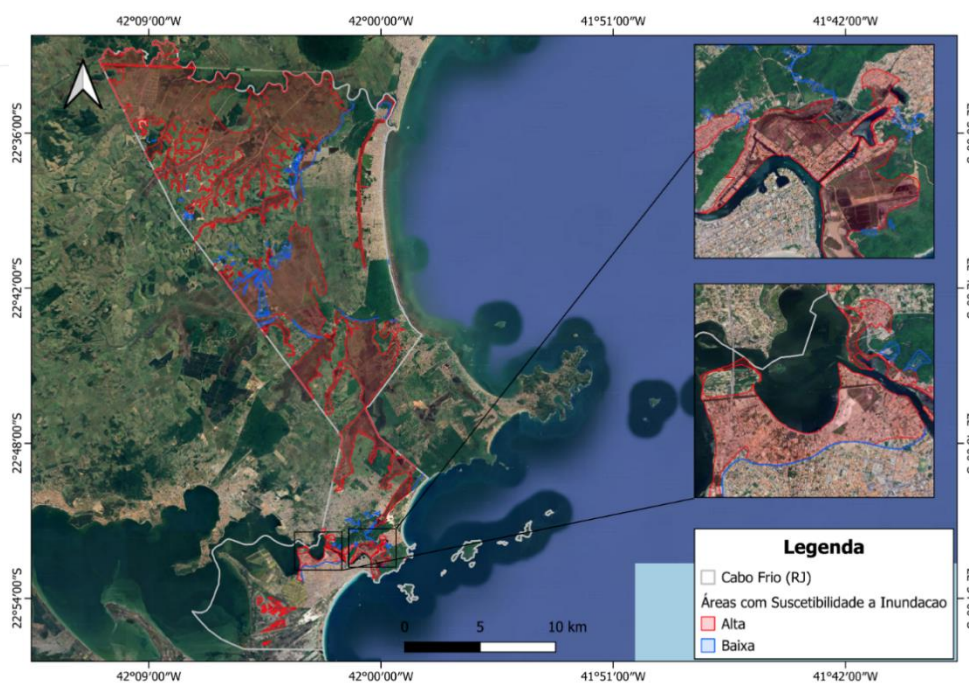 42°09'00"W 42°00'00"W 41°51'00"W 41°42'00"W
22°36'00"S
22°42'00"S
22°48'00"S
22°54'00"S
0 5 10 km
Legenda
Cabo Frio (RJ)
Áreas com Suscetibilidade a Inundacao
Alta
Baixa
42°09'00"W 42°00'00"W 41°51'00"W 41°42'00"W